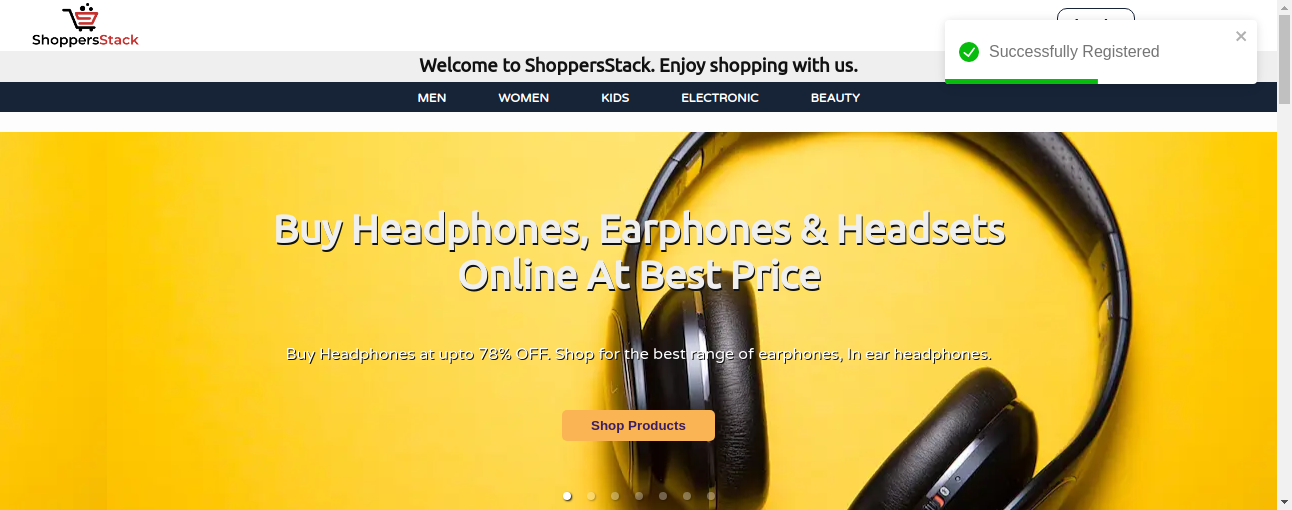 ShoppersStack
Successfully Registered
Welcome to ShoppersStack. Enjoy shopping with us.
MEN WOMEN KIDS ELECTRONIC BEAUTY
Buy Headphones, Earphones & Headsets
Online At Best Price
Buy Headphones at upto 78% OFF. Shop for the best range of earphones, In ear headphones.
Shop Products